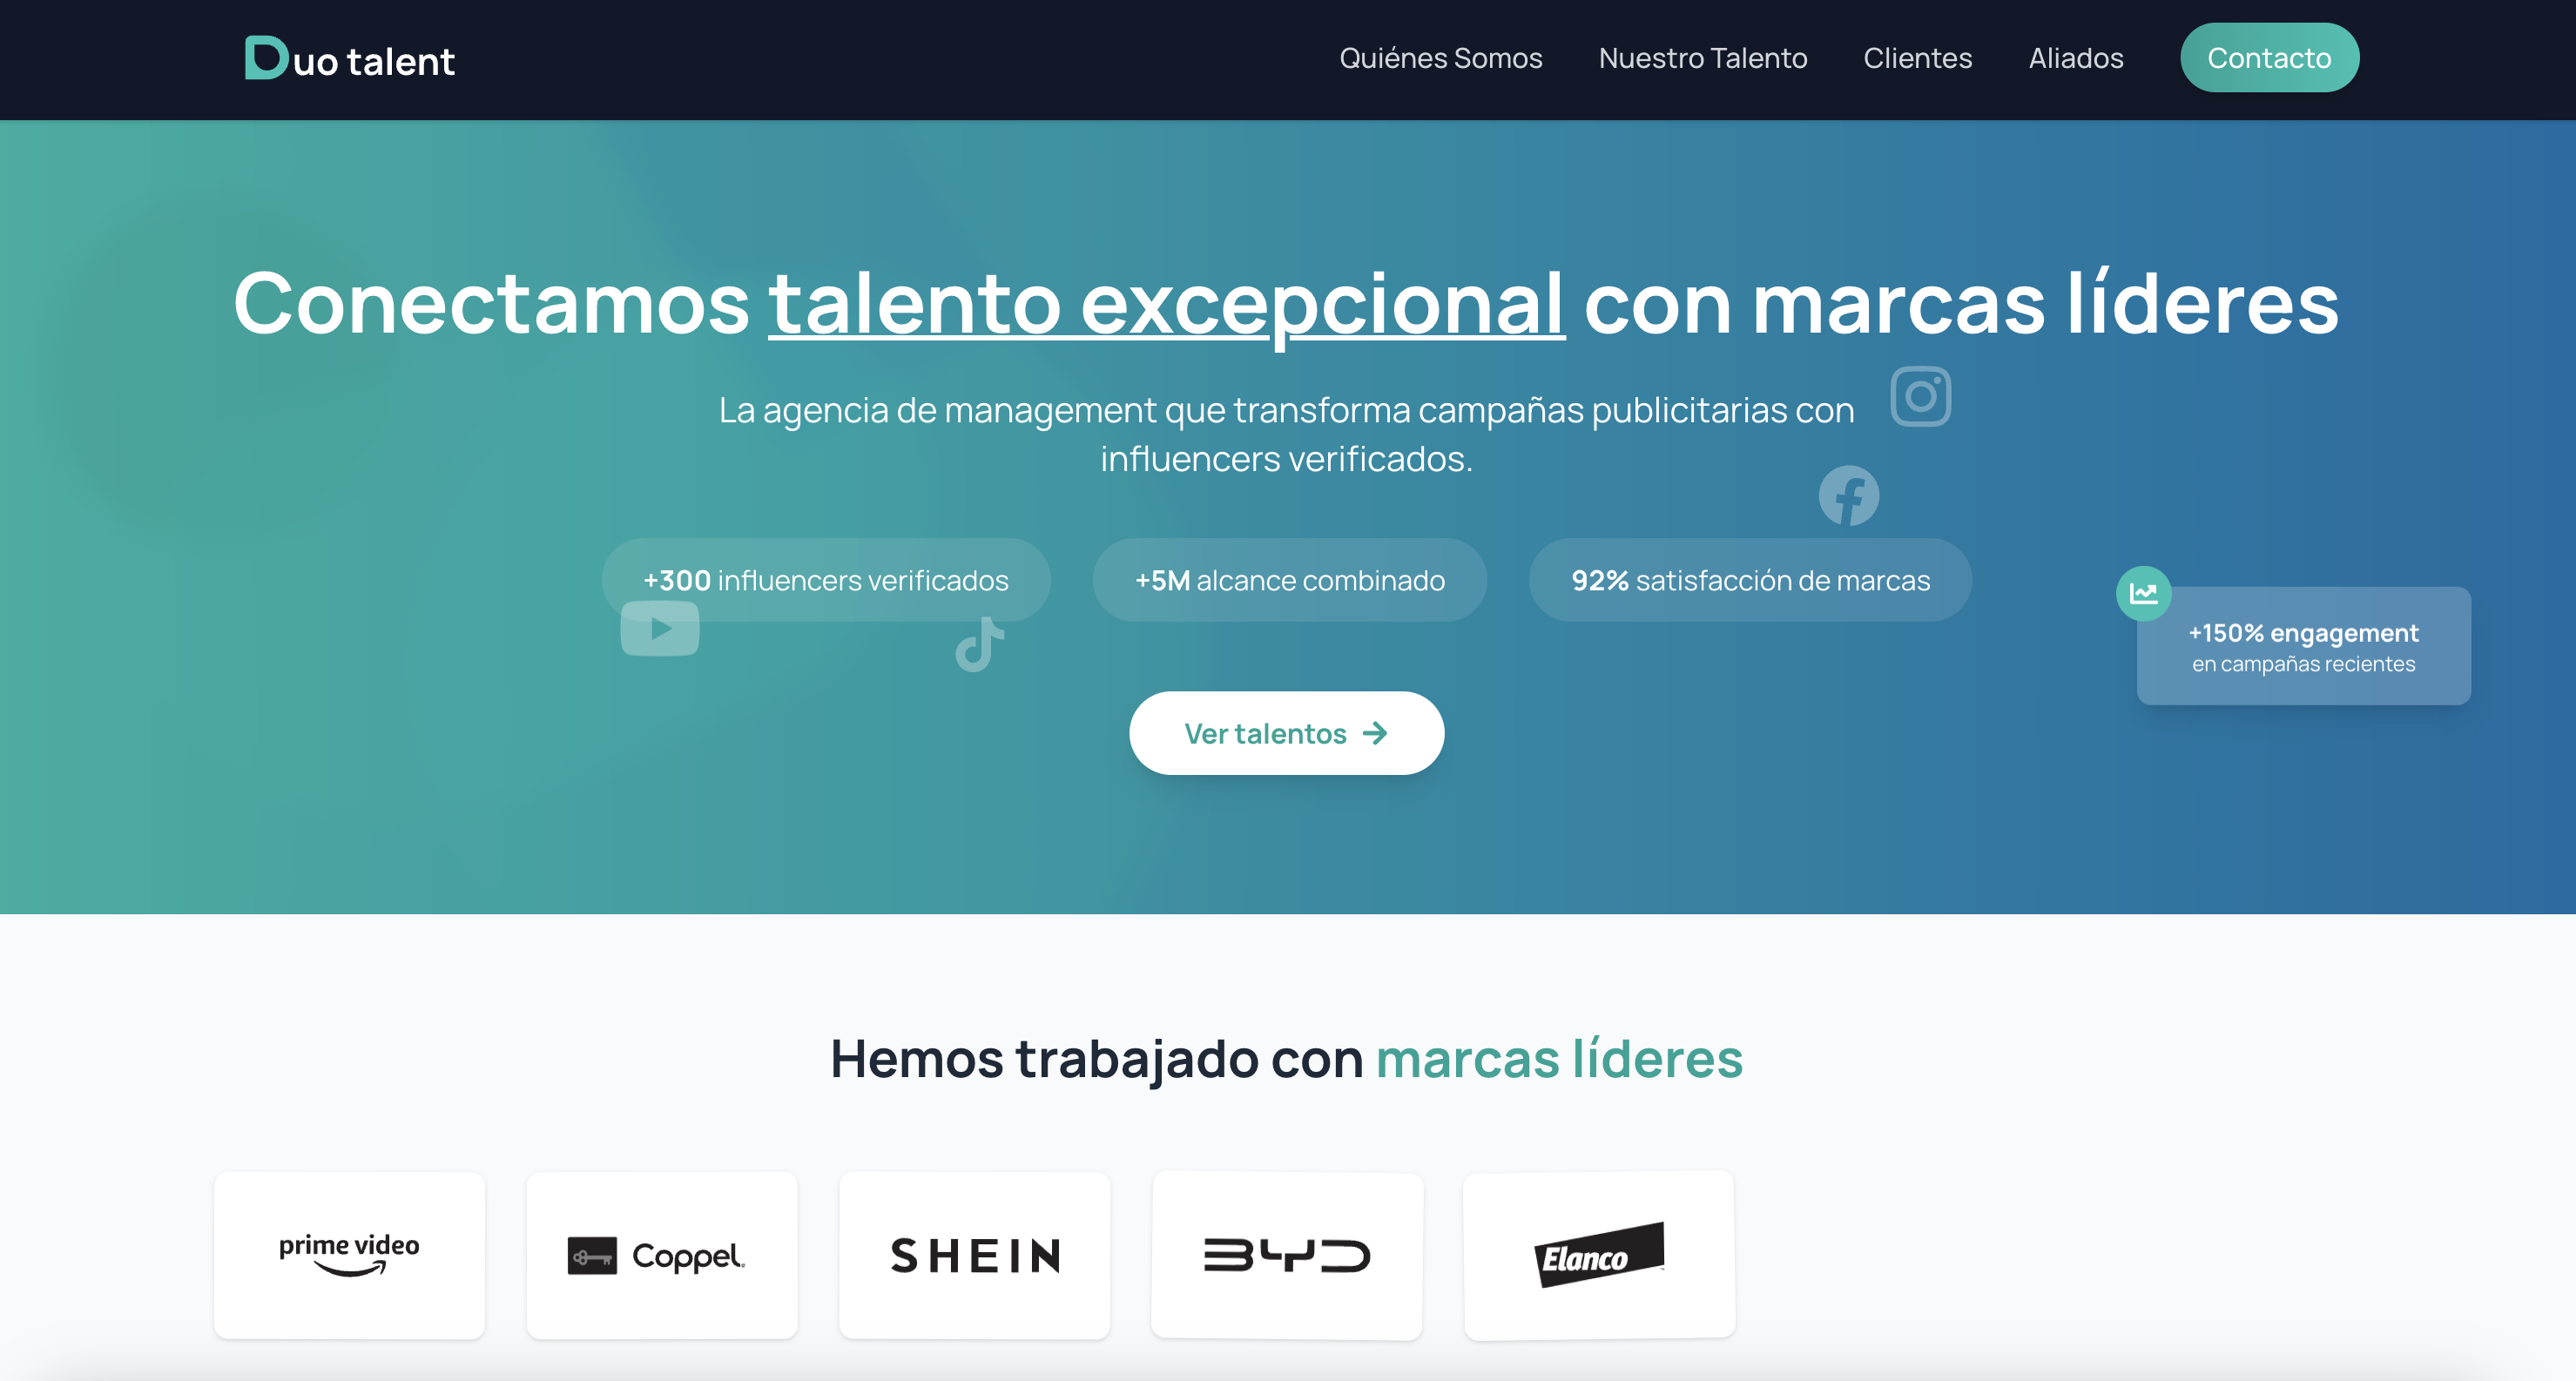 Duo talent
Quiénes Somos
Nuestro Talento
Clientes
Aliados
Contacto
Conectamos talento excepcional con marcas líderes
La agencia de management que transforma campañas publicitarias con
influencers verificados.
+300 influencers verificados
+5M alcance combinado
92% satisfacción de marcas
+150% engagement
en campañas recientes
Ver talentos
Hemos trabajado con marcas líderes
prime video
Coppel
SHEIN
BYD
Elanco